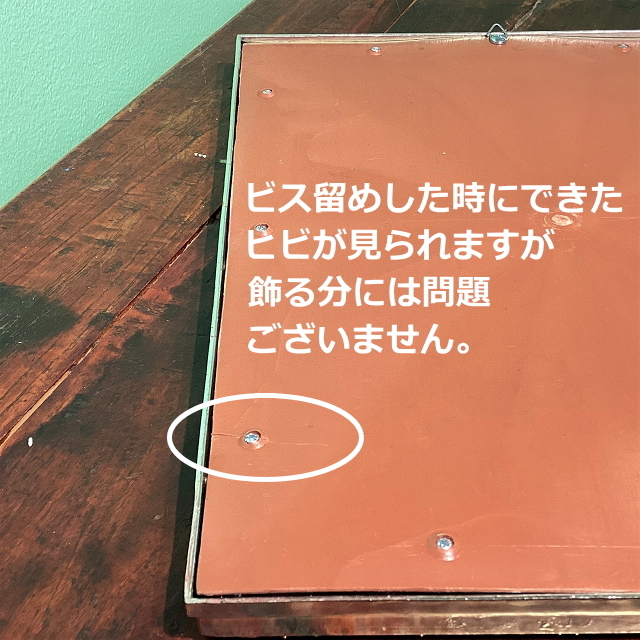 ビス留めした時にできた
ヒビが見られますが
飾る分には問題
ございません。